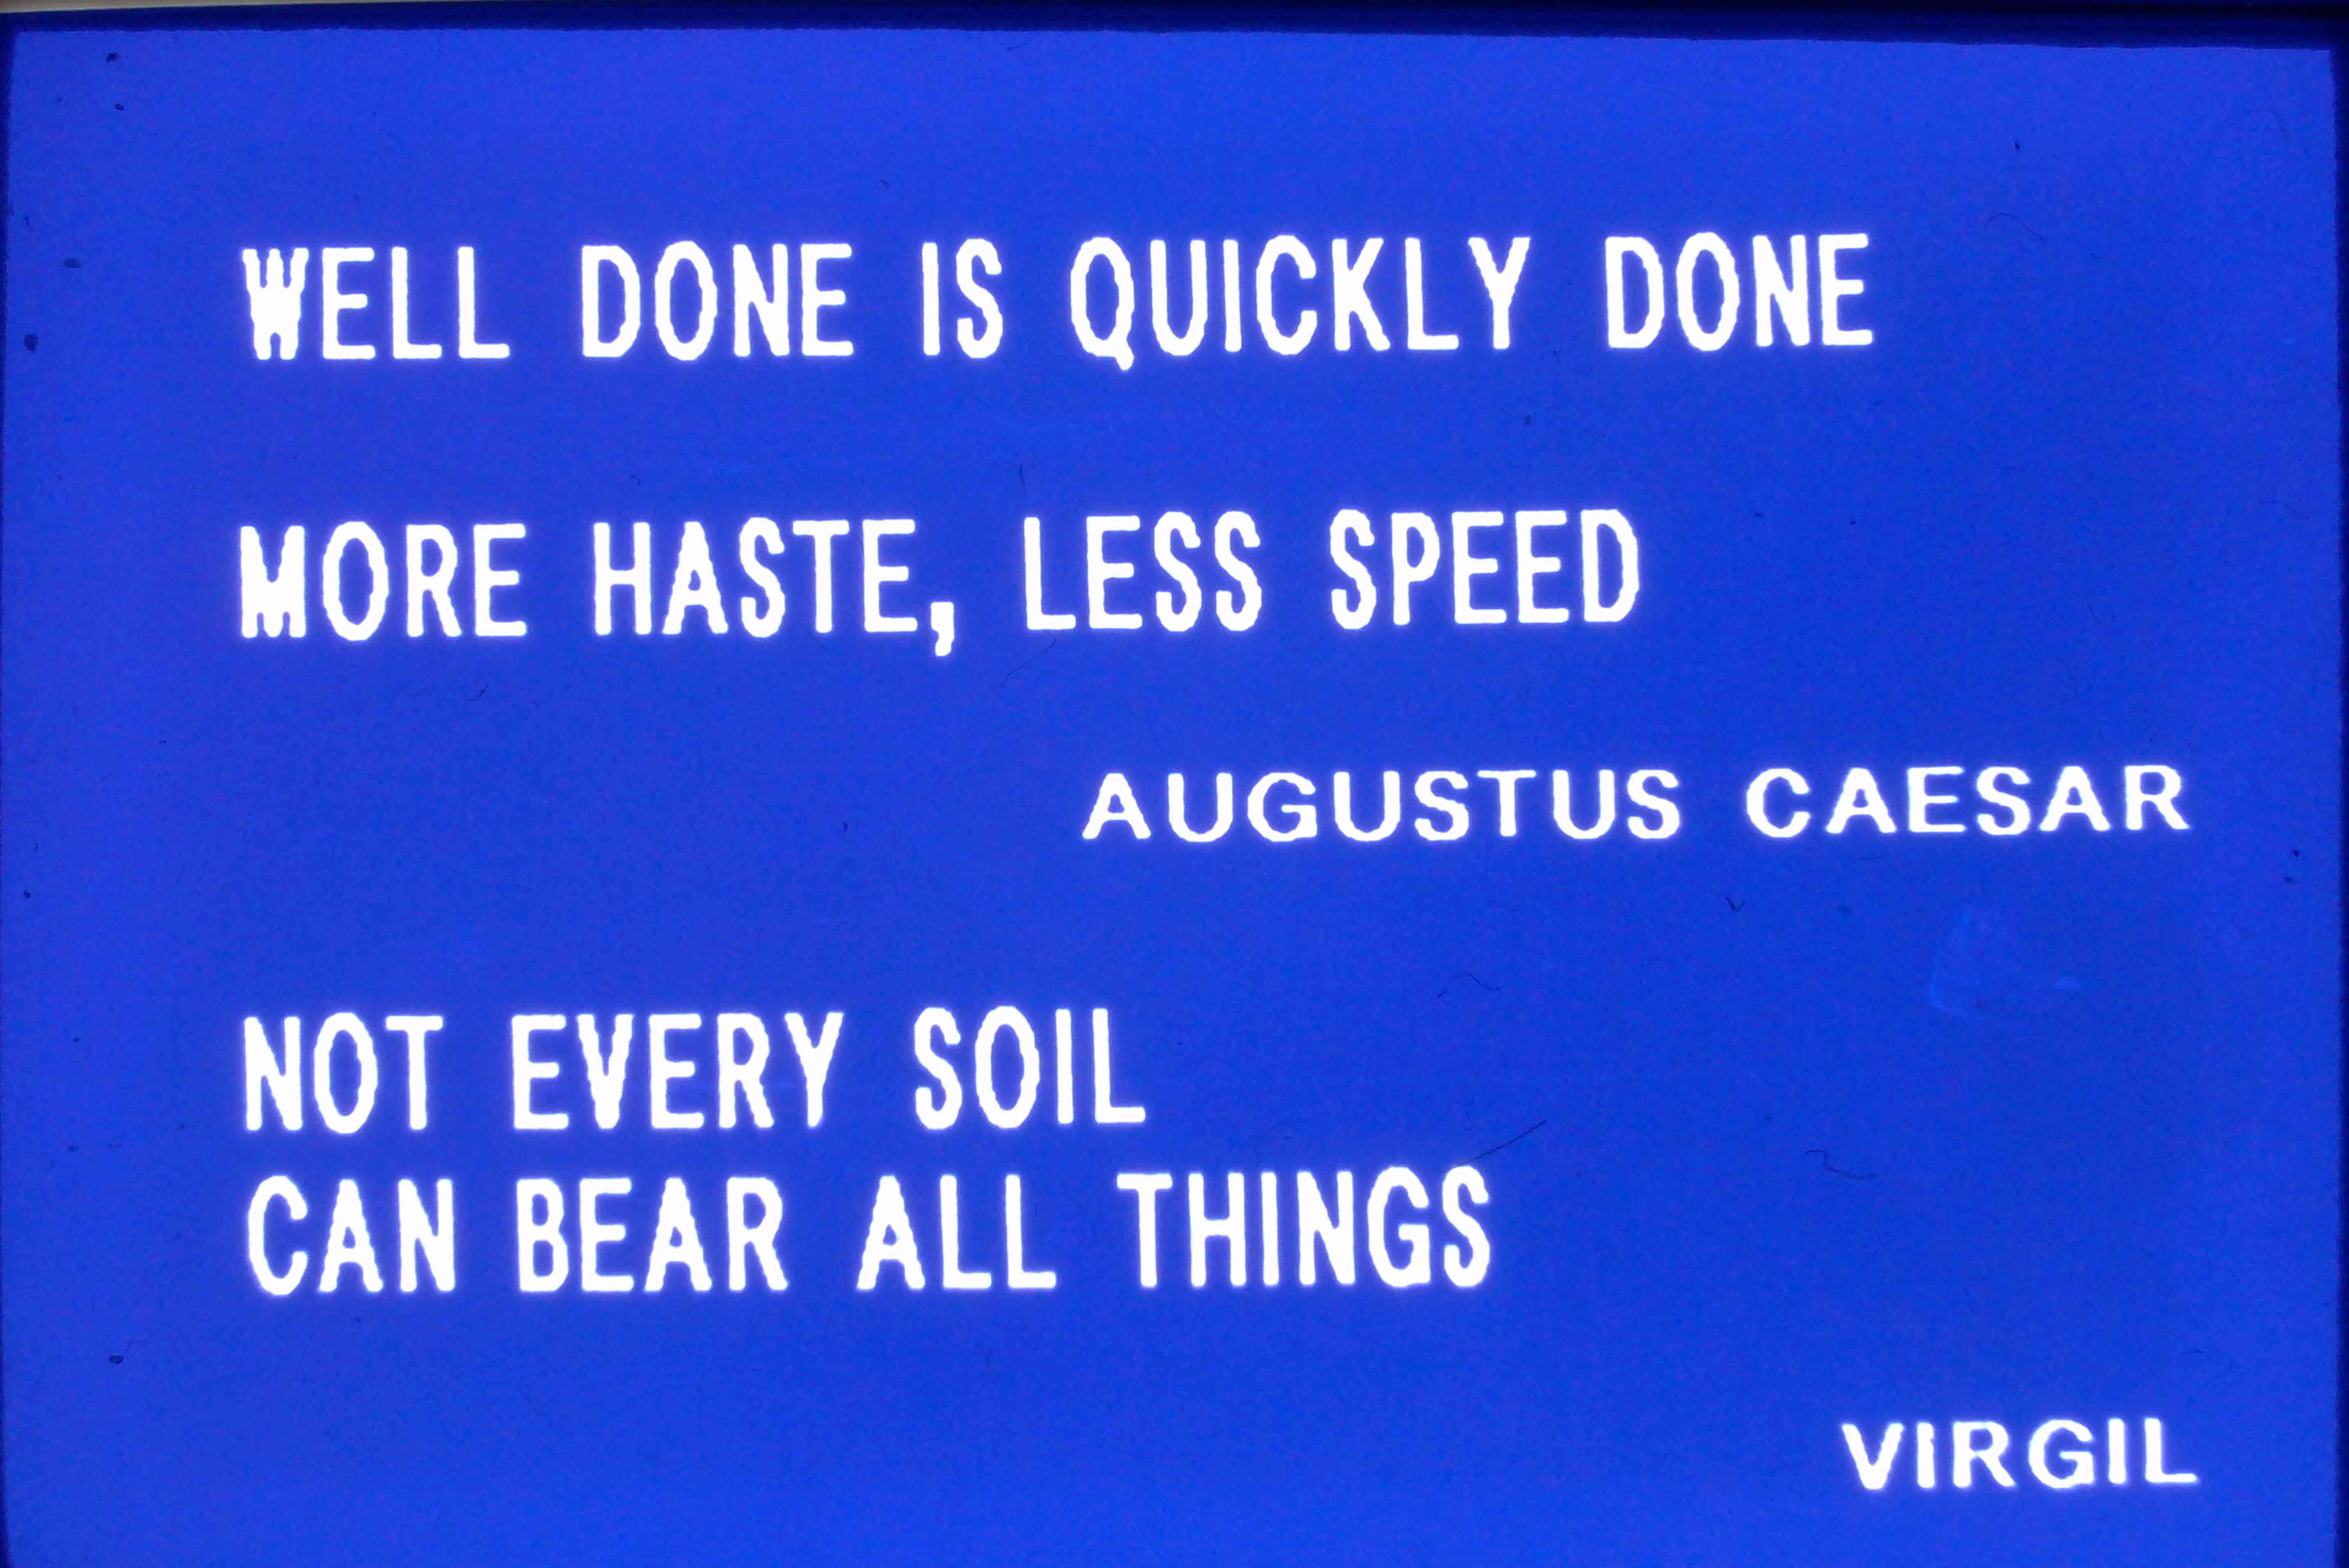 WELL DONE IS QUICKLY DONE
MORE HASTE, LESS SPEED
AUGUSTUS CAESAR
NOT EVERY SOIL
CAN BEAR ALL THINGS
VIRGIL